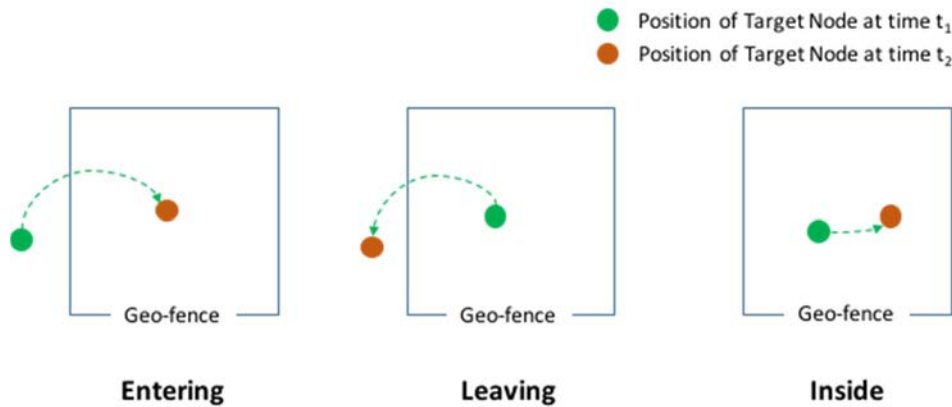 Position of Target Node at time t₁
Position of Target Node at time t₂
Geo-fence
Geo-fence
Geo-fence
Entering
Leaving
Inside